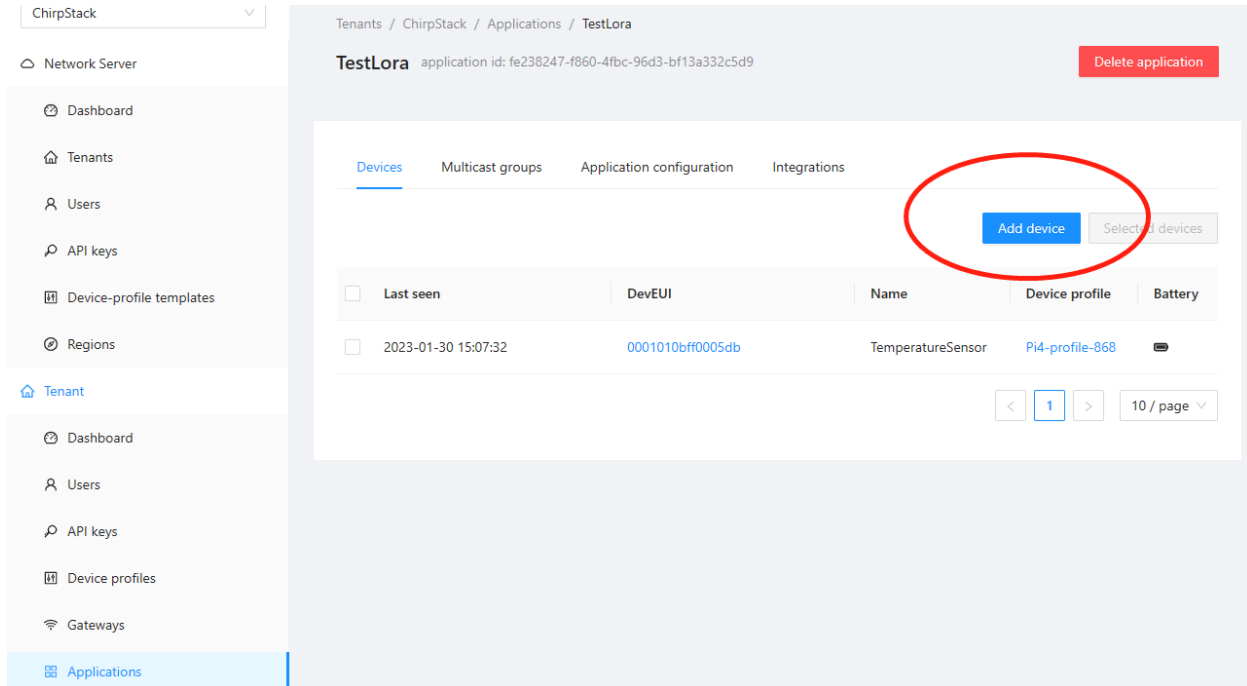 ChirpStack
Network Server
Dashboard
Tenants
Users
API keys
Device-profile templates
Regions
Tenant
Dashboard
Users
API keys
Device profiles
Gateways
Applications
Tenants / ChirpStack / Applications / TestLora
TestLora application id: fe238247-f860-4fbc-96d3-bf13a332c5d9
Delete application
Devices Multicast groups Application configuration Integrations
Add device Selected devices
Last seen DevEUI Name Device profile Battery
2023-01-30 15:07:32 0001010bff0005db TemperatureSensor Pi4-profile-868
< 1 > 10 / page